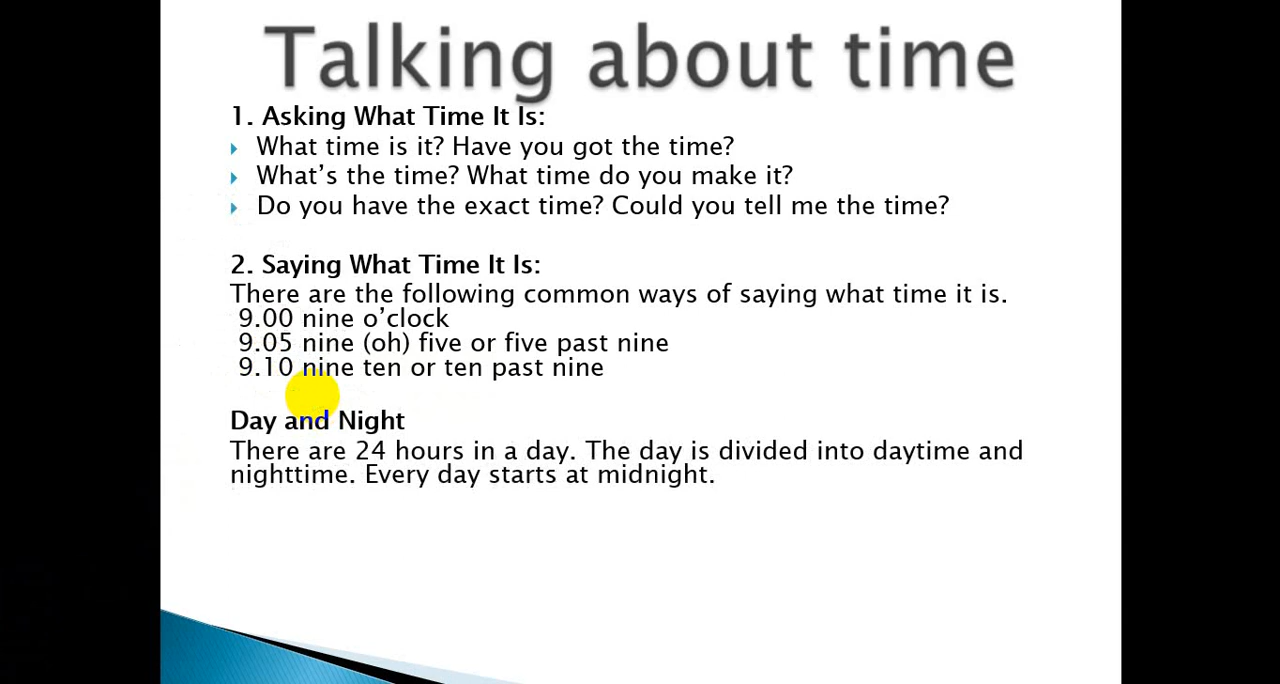 Talking about time
1. Asking What Time It Is:
What time is it? Have you got the time?
What’s the time? What time do you make it?
Do you have the exact time? Could you tell me the time?
2. Saying What Time It Is:
There are the following common ways of saying what time it is.
9.00 nine o’clock
9.05 nine (oh) five or five past nine
9.10 nine ten or ten past nine
Day and Night
There are 24 hours in a day. The day is divided into daytime and
nighttime. Every day starts at midnight.